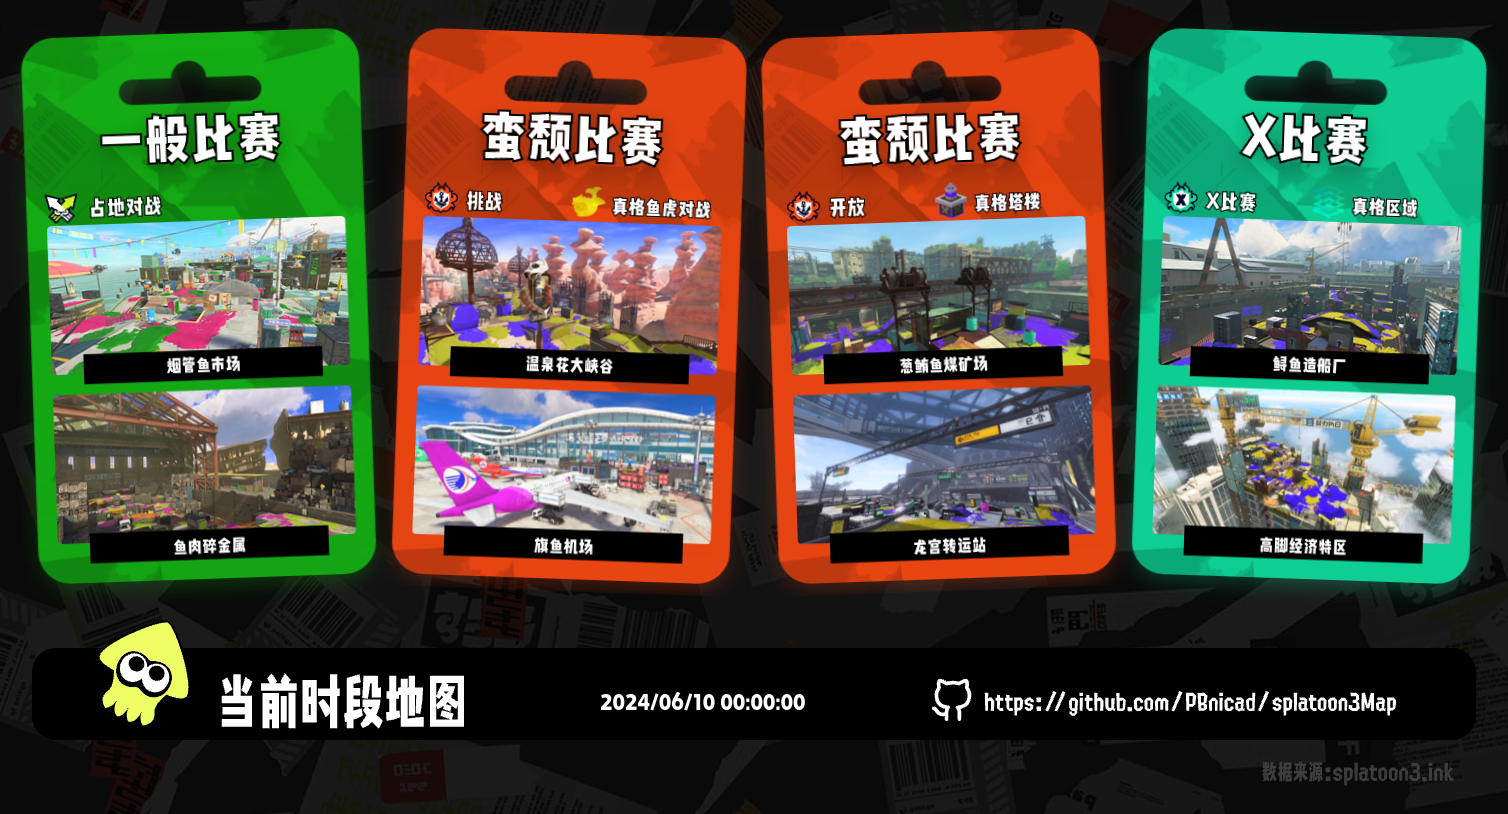 一般比赛
占地对战
烟管鱼市场
鱼肉碎金属
蛮颓比赛
挑战
真格鱼虎对战
温泉花大峡谷
旗鱼机场
蛮颓比赛
开放
真格塔楼
葱鲔鱼煤矿场
龙宫转运站
X比赛
X比赛
真格区域
鲟鱼造船厂
高脚经济特区
当前时段地图
2024/06/10 00:00:00
https://github.com/PBnicad/splatoon3Map
数据来源:splatoon3.ink